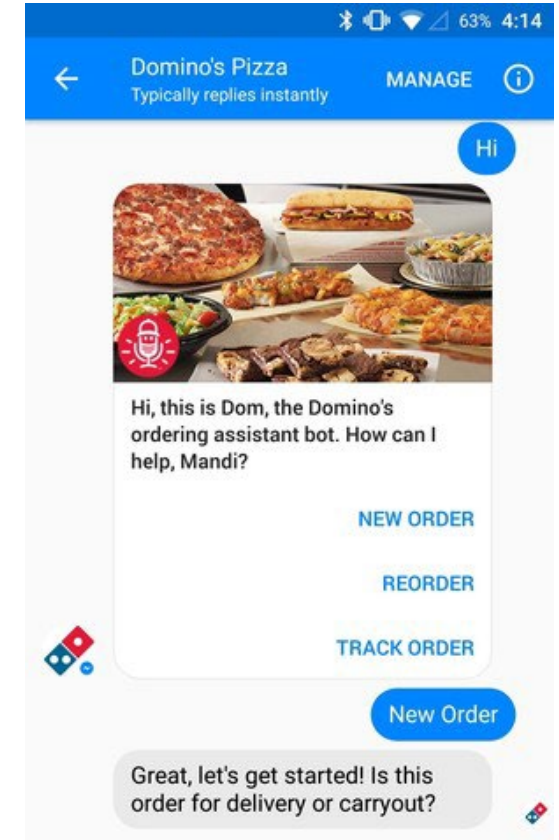 63% 4:14
Domino's Pizza
Typically replies instantly
MANAGE
Hi
Hi, this is Dom, the Domino's
ordering assistant bot. How can I
help, Mandi?
NEW ORDER
REORDER
TRACK ORDER
New Order
Great, let's get started! Is this
order for delivery or carryout?